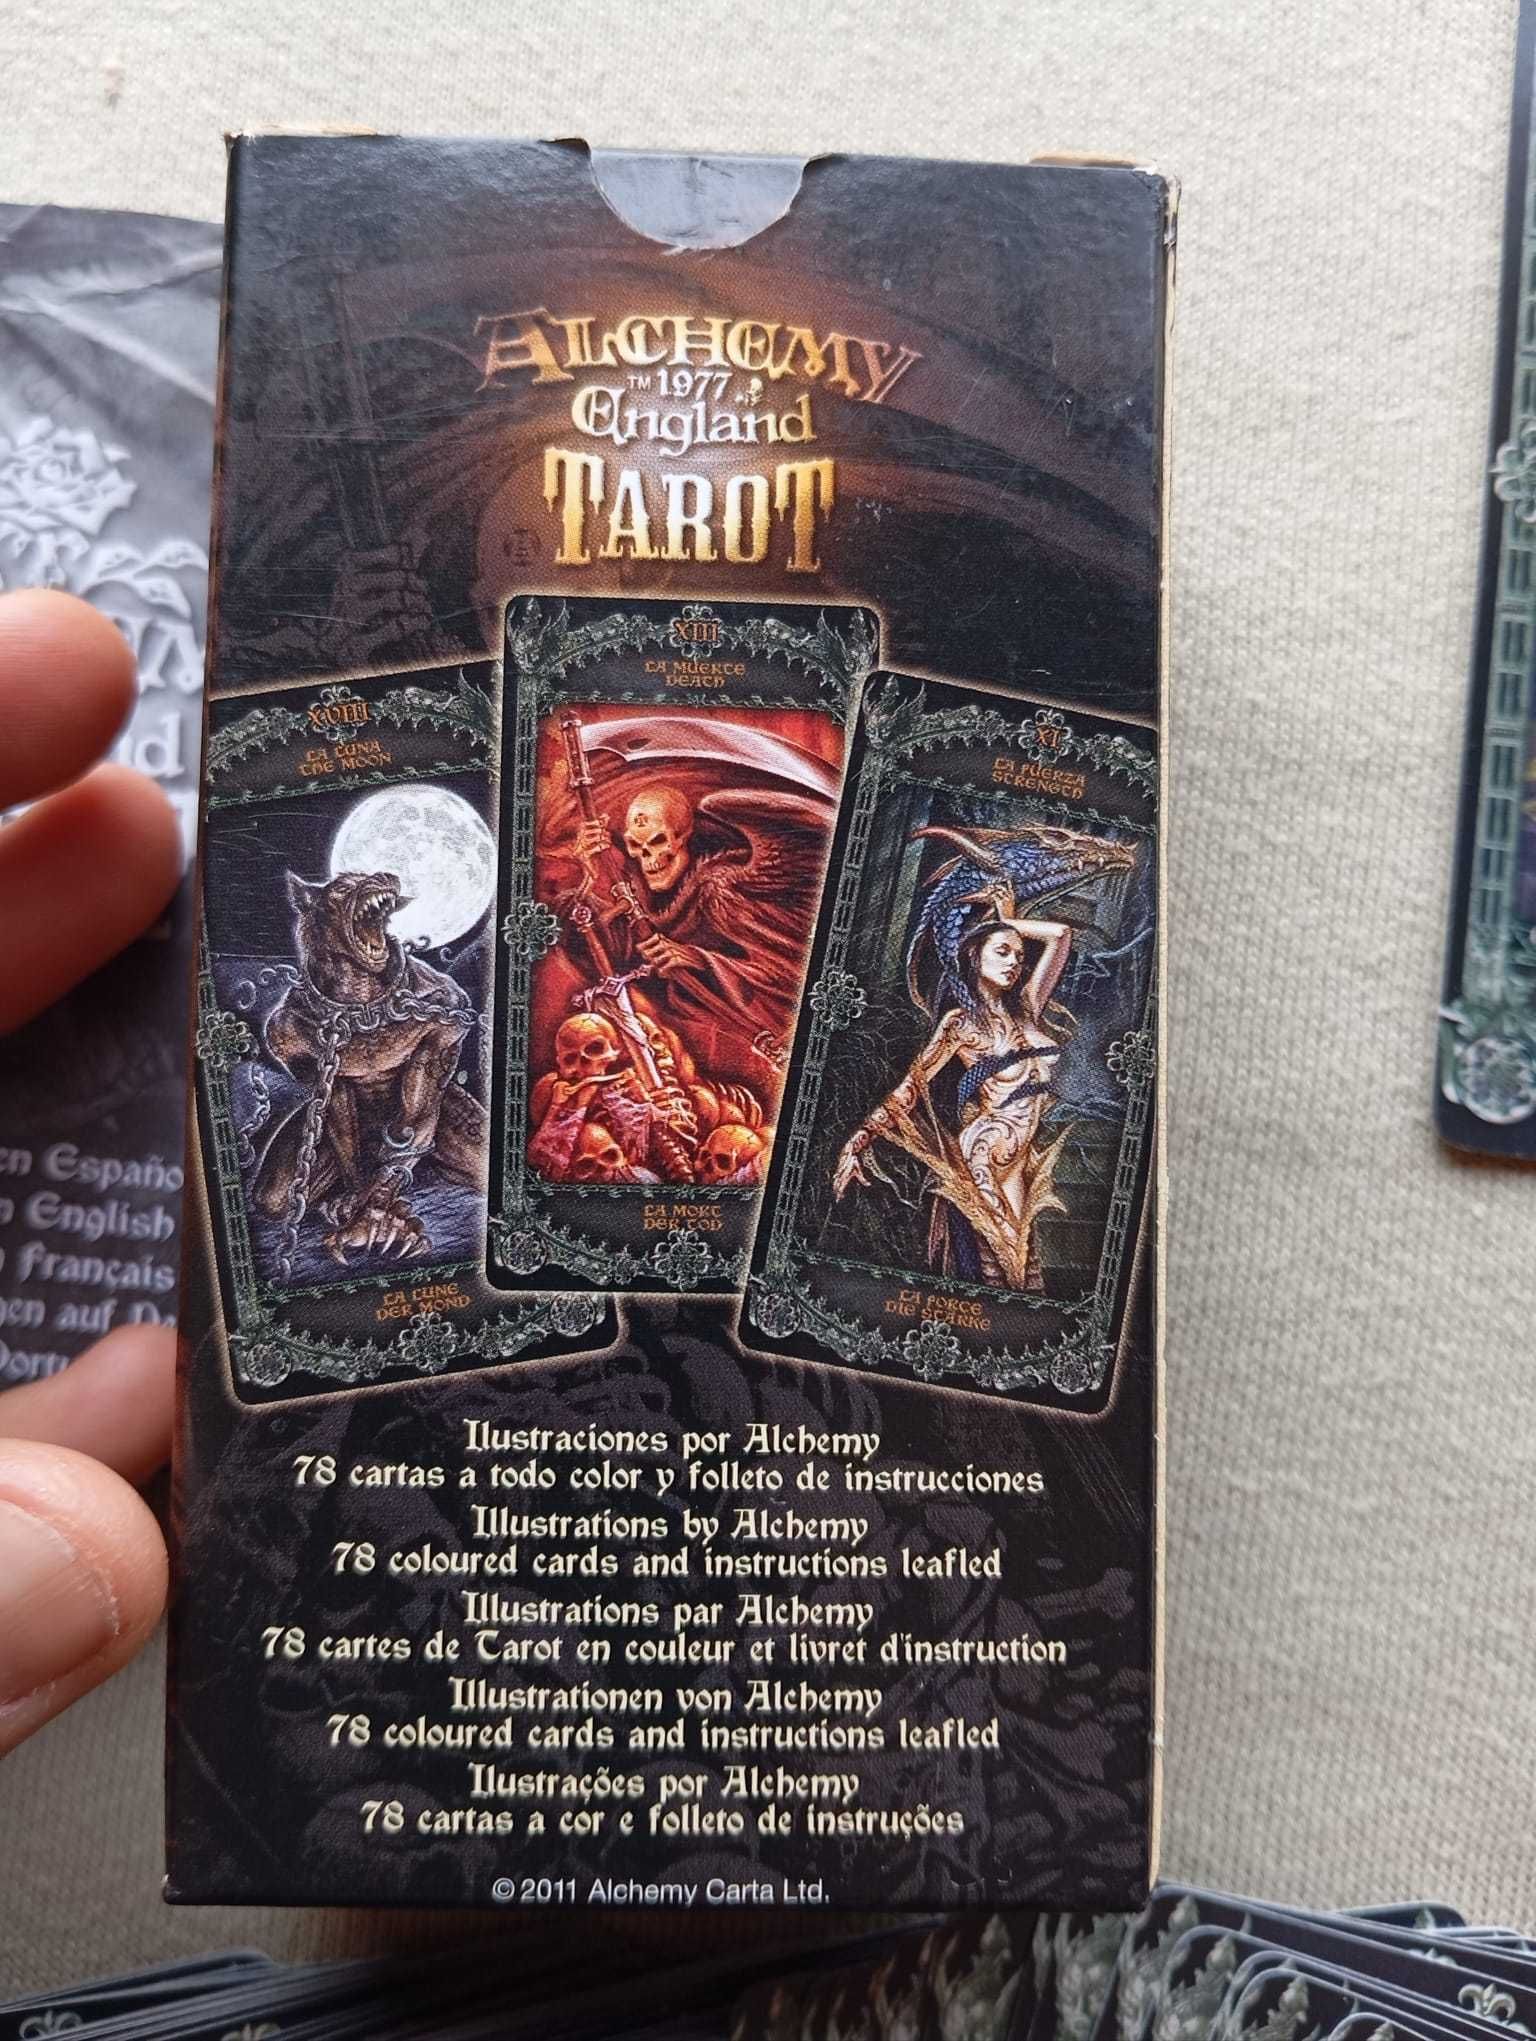 ALCHEMY
™ 1977
England
TAROT
XVIII
LA LUNA
THE MOON
LA LUNE
DER MOND
XIII
LA MUERTE
DEATH
LA MORT
DER TOD
XI
LA FUERZA
STRENGTH
LA FORCE
DIE STARKE
Ilustraciones por Alchemy
78 cartas a todo color y folleto de instrucciones
Illustrations by Alchemy
78 coloured cards and instructions leafled
Illustrations par Alchemy
78 cartes de Tarot en couleur et livret d'instruction
Illustrationen von Alchemy
78 coloured cards and instructions leafled
Ilustrações por Alchemy
78 cartas a cor e folleto de instruções
© 2011 Alchemy Carta Ltd.
en Españo
English
Français
gen auf